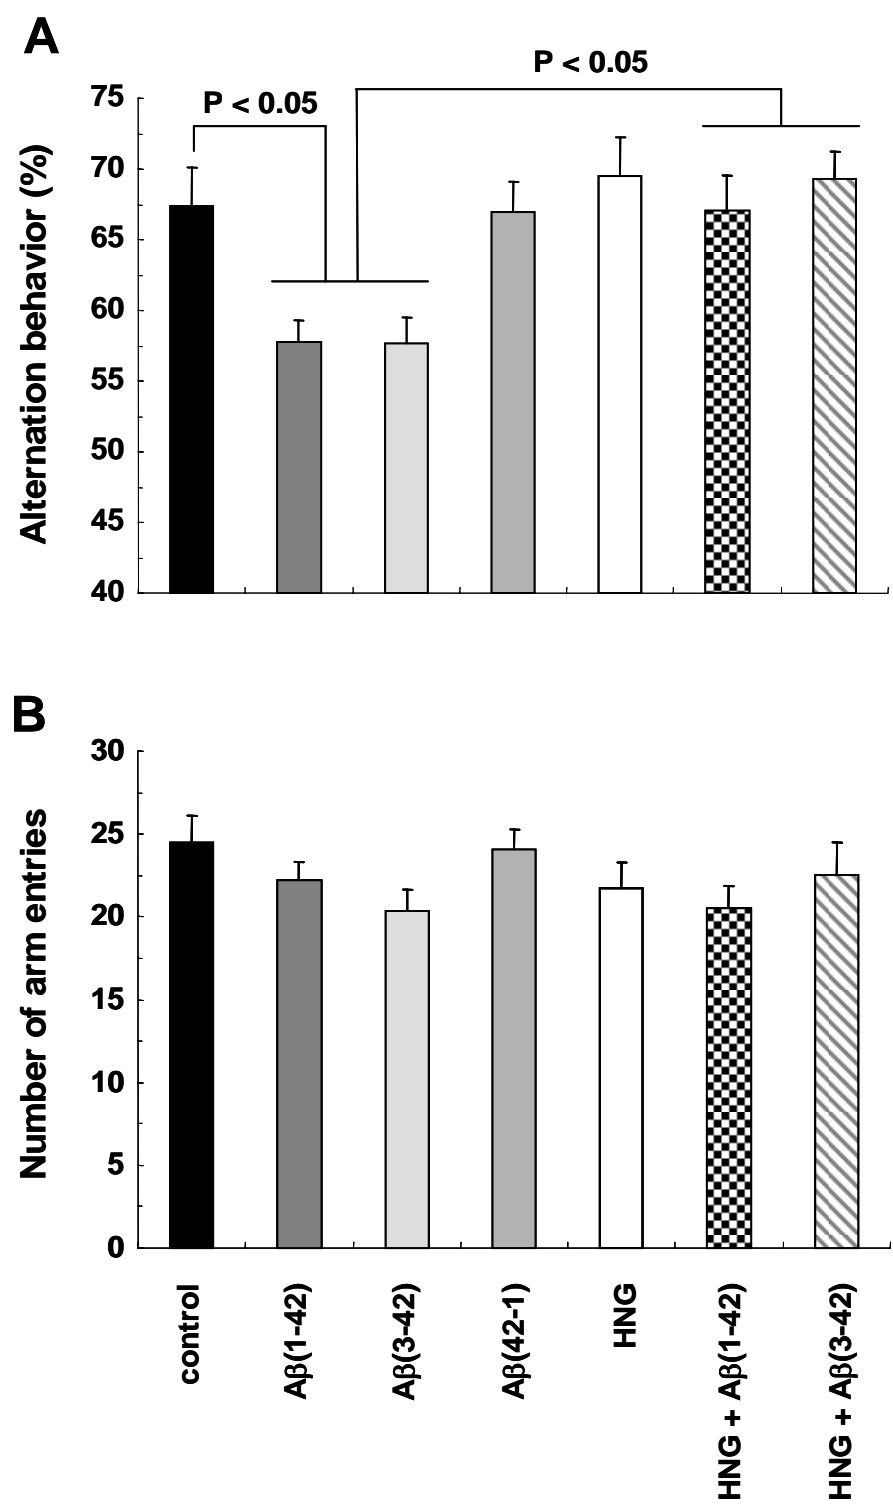 A
P < 0.05
P < 0.05
Alternation behavior (%)
75
70
65
60
55
50
45
40
B
Number of arm entries
30
25
20
15
10
5
0
control
Aβ(1-42)
Aβ(3-42)
Aβ(42-1)
HNG
HNG + Aβ(1-42)
HNG + Aβ(3-42)